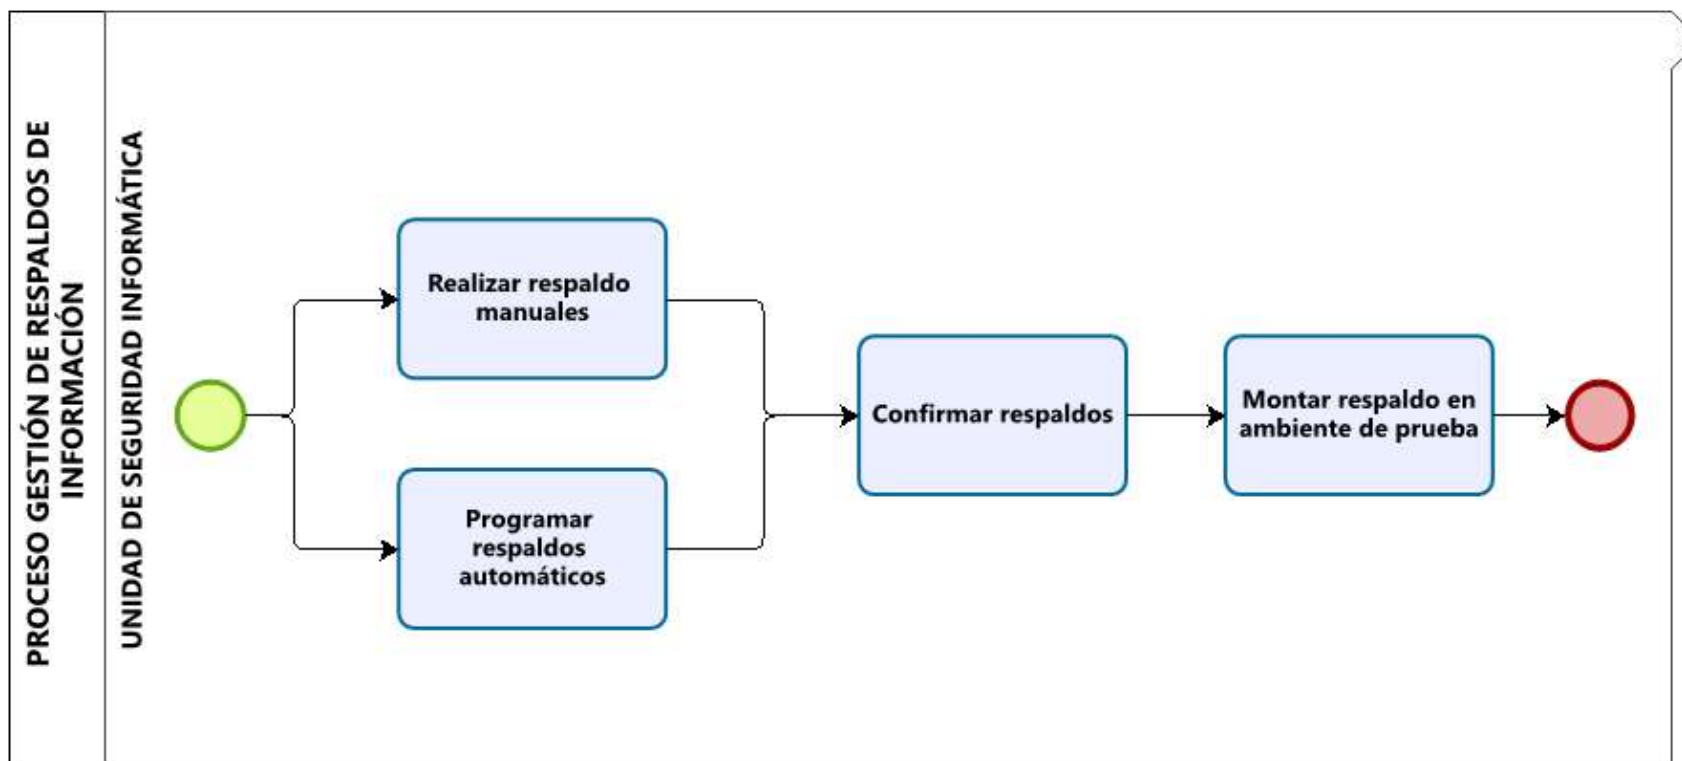 PROCESO GESTIÓN DE RESPALDOS DE
INFORMACIÓN
UNIDAD DE SEGURIDAD INFORMÁTICA
Realizar respaldo
manuales
Programar
respaldos
automáticos
Confirmar respaldos
Montar respaldo en
ambiente de prueba